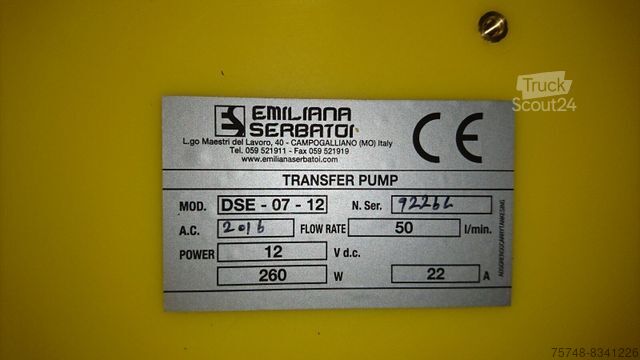 Truck
Scout24
EMILIANA
SERBATOI
CE
L.go Maestri del Lavoro, 40 - CAMPOGALLIANO (MO) Italy
Tel. 059 521911 - Fax 059 521919
www.emilianaserbatoi.com
TRANSFER PUMP
MOD. DSE - 07 - 12 N. Ser.
A.C. 2016 FLOW RATE 50 l/min.
POWER 12 V d.c.
260 W 22 A
75748-8341226